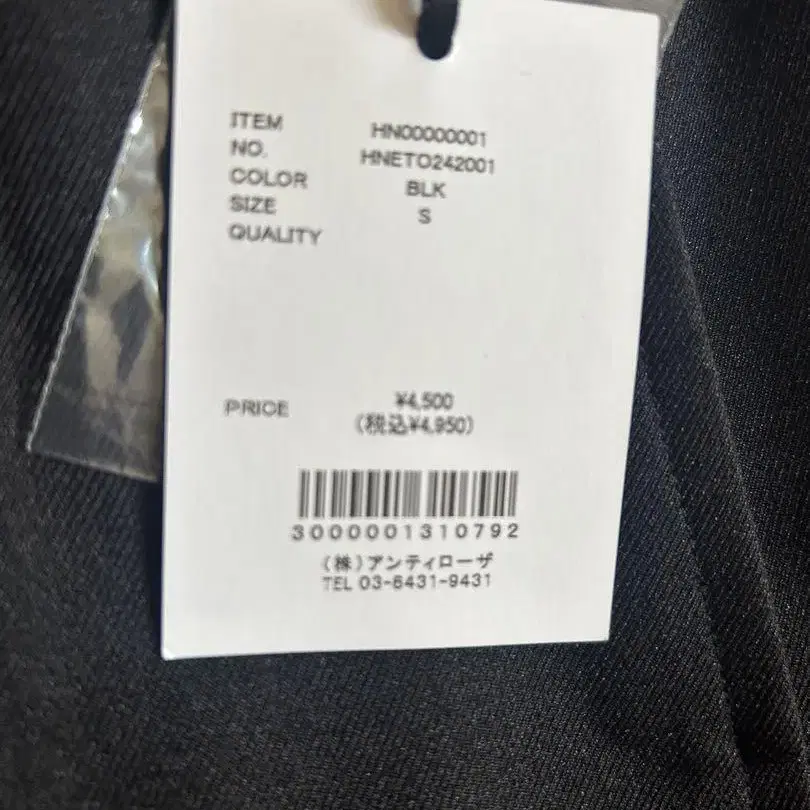 ITEM HN00000001
NO. HNETO242001
COLOR BLK
SIZE S
QUALITY
PRICE ¥4,500
(税込¥4,950)
3000001310792
(株)アンティローザ
TEL 03-6431-9431